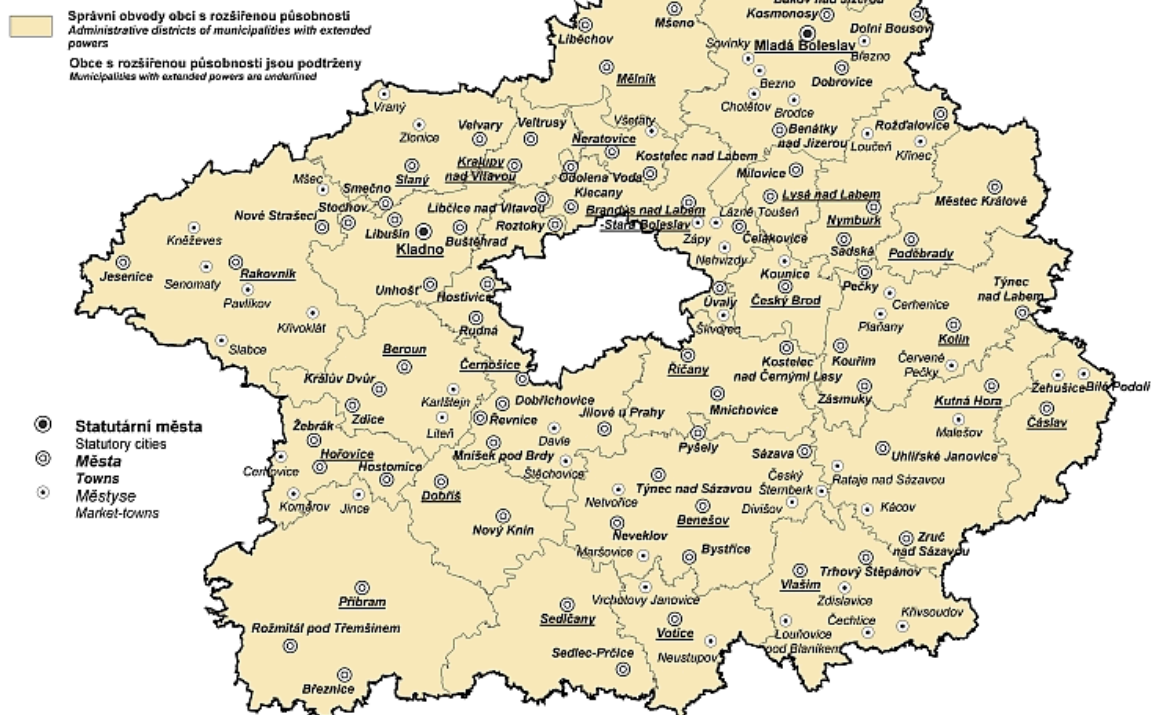 Správní obvody obcí s rozšířenou působností
Administrative districts of municipalities with extended
powers
Obce s rozšířenou působností jsou podtrženy
Municipalities with extended powers are underlined
Kosmonosy
Mšeno
Liběchov
Dolní Bousov
Sovínky
Mladá Boleslav
Březno
Mělník
Bezno
Dobrovice
Vraný
Chotětov
Brodce
Zlonice
Velvary
Veltrusy
Všetaty
Rožďalovice
Benátky
nad Jizerou
Loučeň
Neratovice
Kostelec nad Labem
Křinec
Kralupy
nad Vltavou
Slaný
Odolena Voda
Milovice
Mšec
Smečno
Klecany
Lysá nad Labem
Městec Králové
Stochov
Libčice nad Vltavou
Brandýs nad Labem
-Stará Boleslav
Lázně Toušeň
Nymburk
Nové Strašecí
Roztoky
Libušín
Buštěhrad
Kladno
Zápy
Čelákovice
Sadská
Poděbrady
Kněževes
Nehvizdy
Jesenice
Senomaty
Rakovník
Kounice
Pečky
Týnec
nad Labem
Unhošť
Hostivice
Pavlíkov
Úvaly
Český Brod
Cerhenice
Křivoklát
Škvorec
Plaňany
Rudná
Kolín
Slabce
Beroun
Černošice
Říčany
Kostelec
nad Černými Lesy
Kouřim
Červené
Pečky
Králův Dvůr
Žehušice
Bílé Podolí
Karlštejn
Dobřichovice
Zásmuky
Kutná Hora
Mnichovice
Jílové u Prahy
Zdice
Řevnice
Čáslav
Žebrák
Liteň
Davle
Malešov
Statutární města
Statutory cities
Města
Towns
Městyse
Market-towns
Pyšely
Hořovice
Mníšek pod Brdy
Sázava
Uhlířské Janovice
Cerhovice
Hostomice
Štěchovice
Český
Šternberk
Rataje nad Sázavou
Dobříš
Týnec nad Sázavou
Komárov
Jince
Netvořice
Divišov
Kácov
Nový Knín
Benešov
Neveklov
Zruč
nad Sázavou
Maršovice
Bystřice
Trhový Štěpánov
Vlašim
Příbram
Vrchotovy Janovice
Zdislavice
Křivsoudov
Sedlčany
Čechtice
Rožmitál pod Třemšínem
Votice
Louňovice
pod Blaníkem
Sedlec-Prčice
Neustupov
Březnice